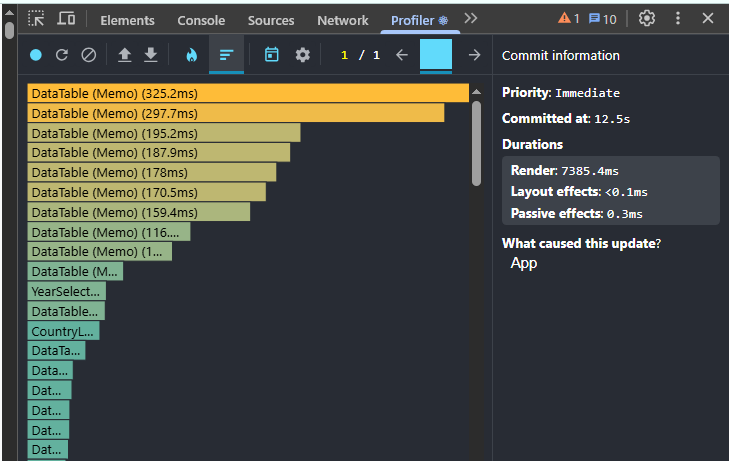 Elements Console Sources Network Profiler 1 10
1 / 1
Commit information
DataTable (Memo) (325.2ms)
DataTable (Memo) (297.7ms)
DataTable (Memo) (195.2ms)
DataTable (Memo) (187.9ms)
DataTable (Memo) (178ms)
DataTable (Memo) (170.5ms)
DataTable (Memo) (159.4ms)
DataTable (Memo) (116....
DataTable (Memo) (1...
DataTable (M...
YearSelect...
DataTable...
CountryL...
DataTa...
Data...
Dat...
Dat...
Dat...
Dat...
Priority: Immediate
Committed at: 12.5s
Durations
Render: 7385.4ms
Layout effects: <0.1ms
Passive effects: 0.3ms
What caused this update?
App